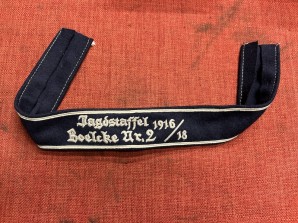 Jagdstaffel 1916/18
Boelcke Nr. 2